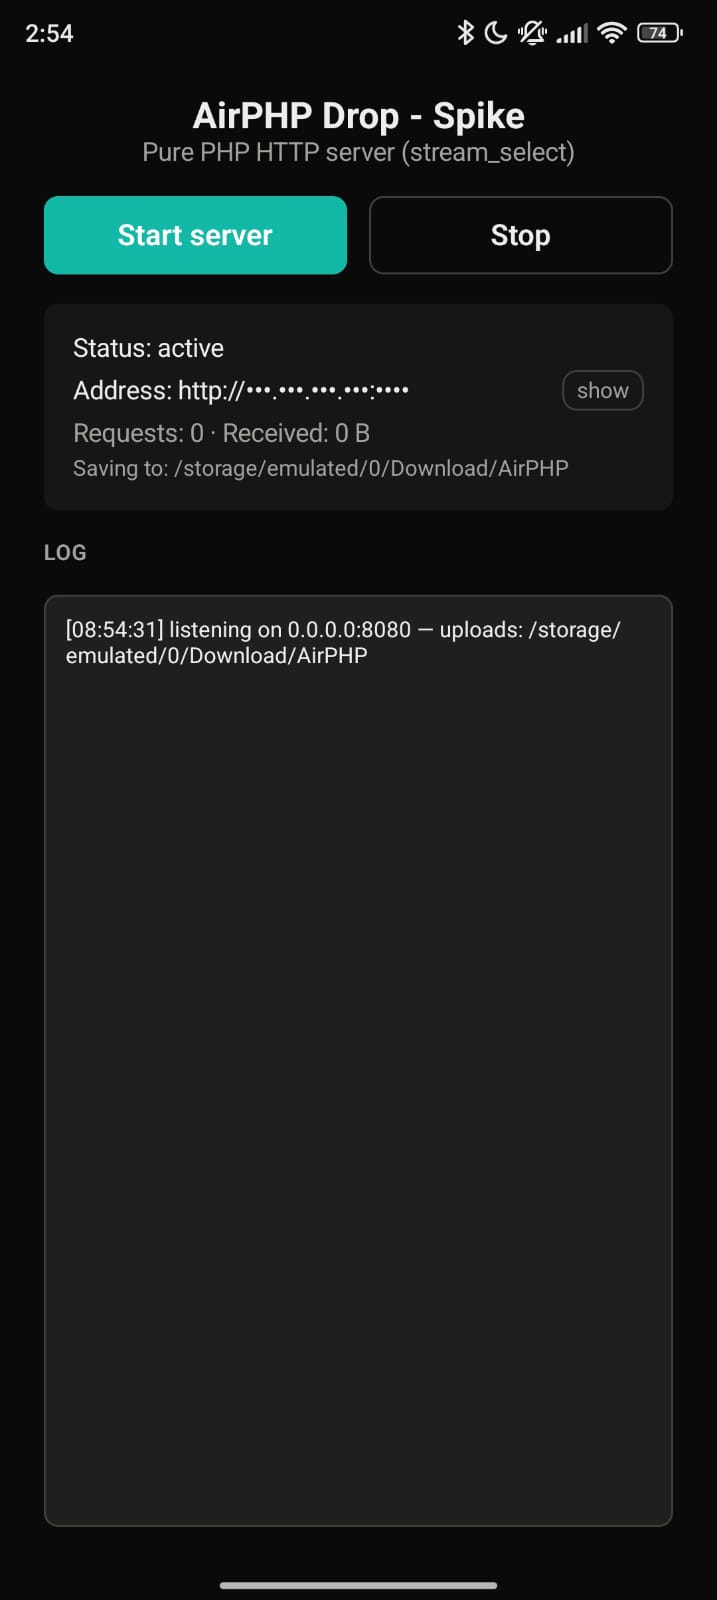 2:54
74
AirPHP Drop - Spike
Pure PHP HTTP server (stream_select)
Start server
Stop
Status: active
Address: http://•••.•••.•••.•••:••••
show
Requests: 0 · Received: 0 B
Saving to: /storage/emulated/0/Download/AirPHP
LOG
[08:54:31] listening on 0.0.0.0:8080 — uploads: /storage/
emulated/0/Download/AirPHP